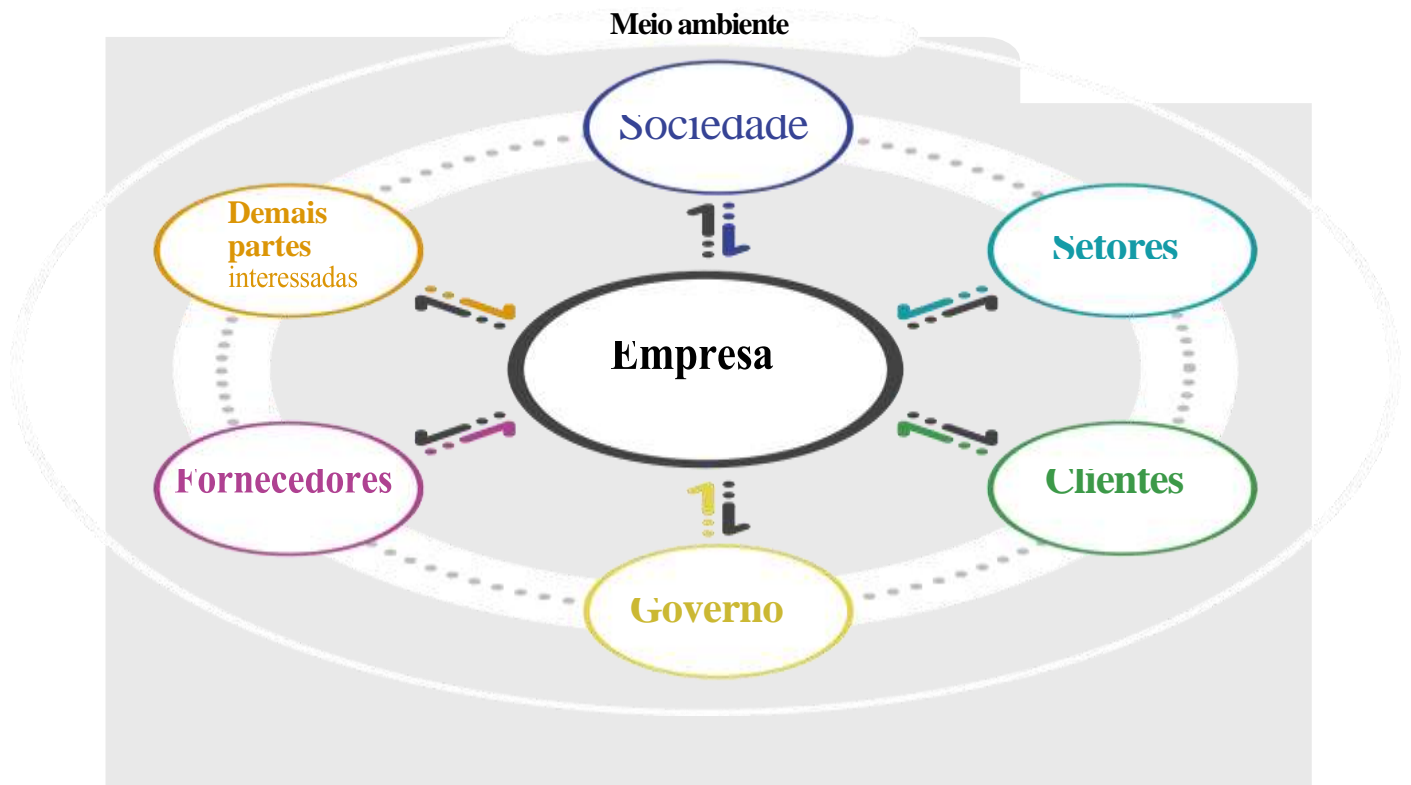 Meio ambiente
Sociedade
Demais
partes
interessadas
Setores
Empresa
Fornecedores
Clientes
Governo